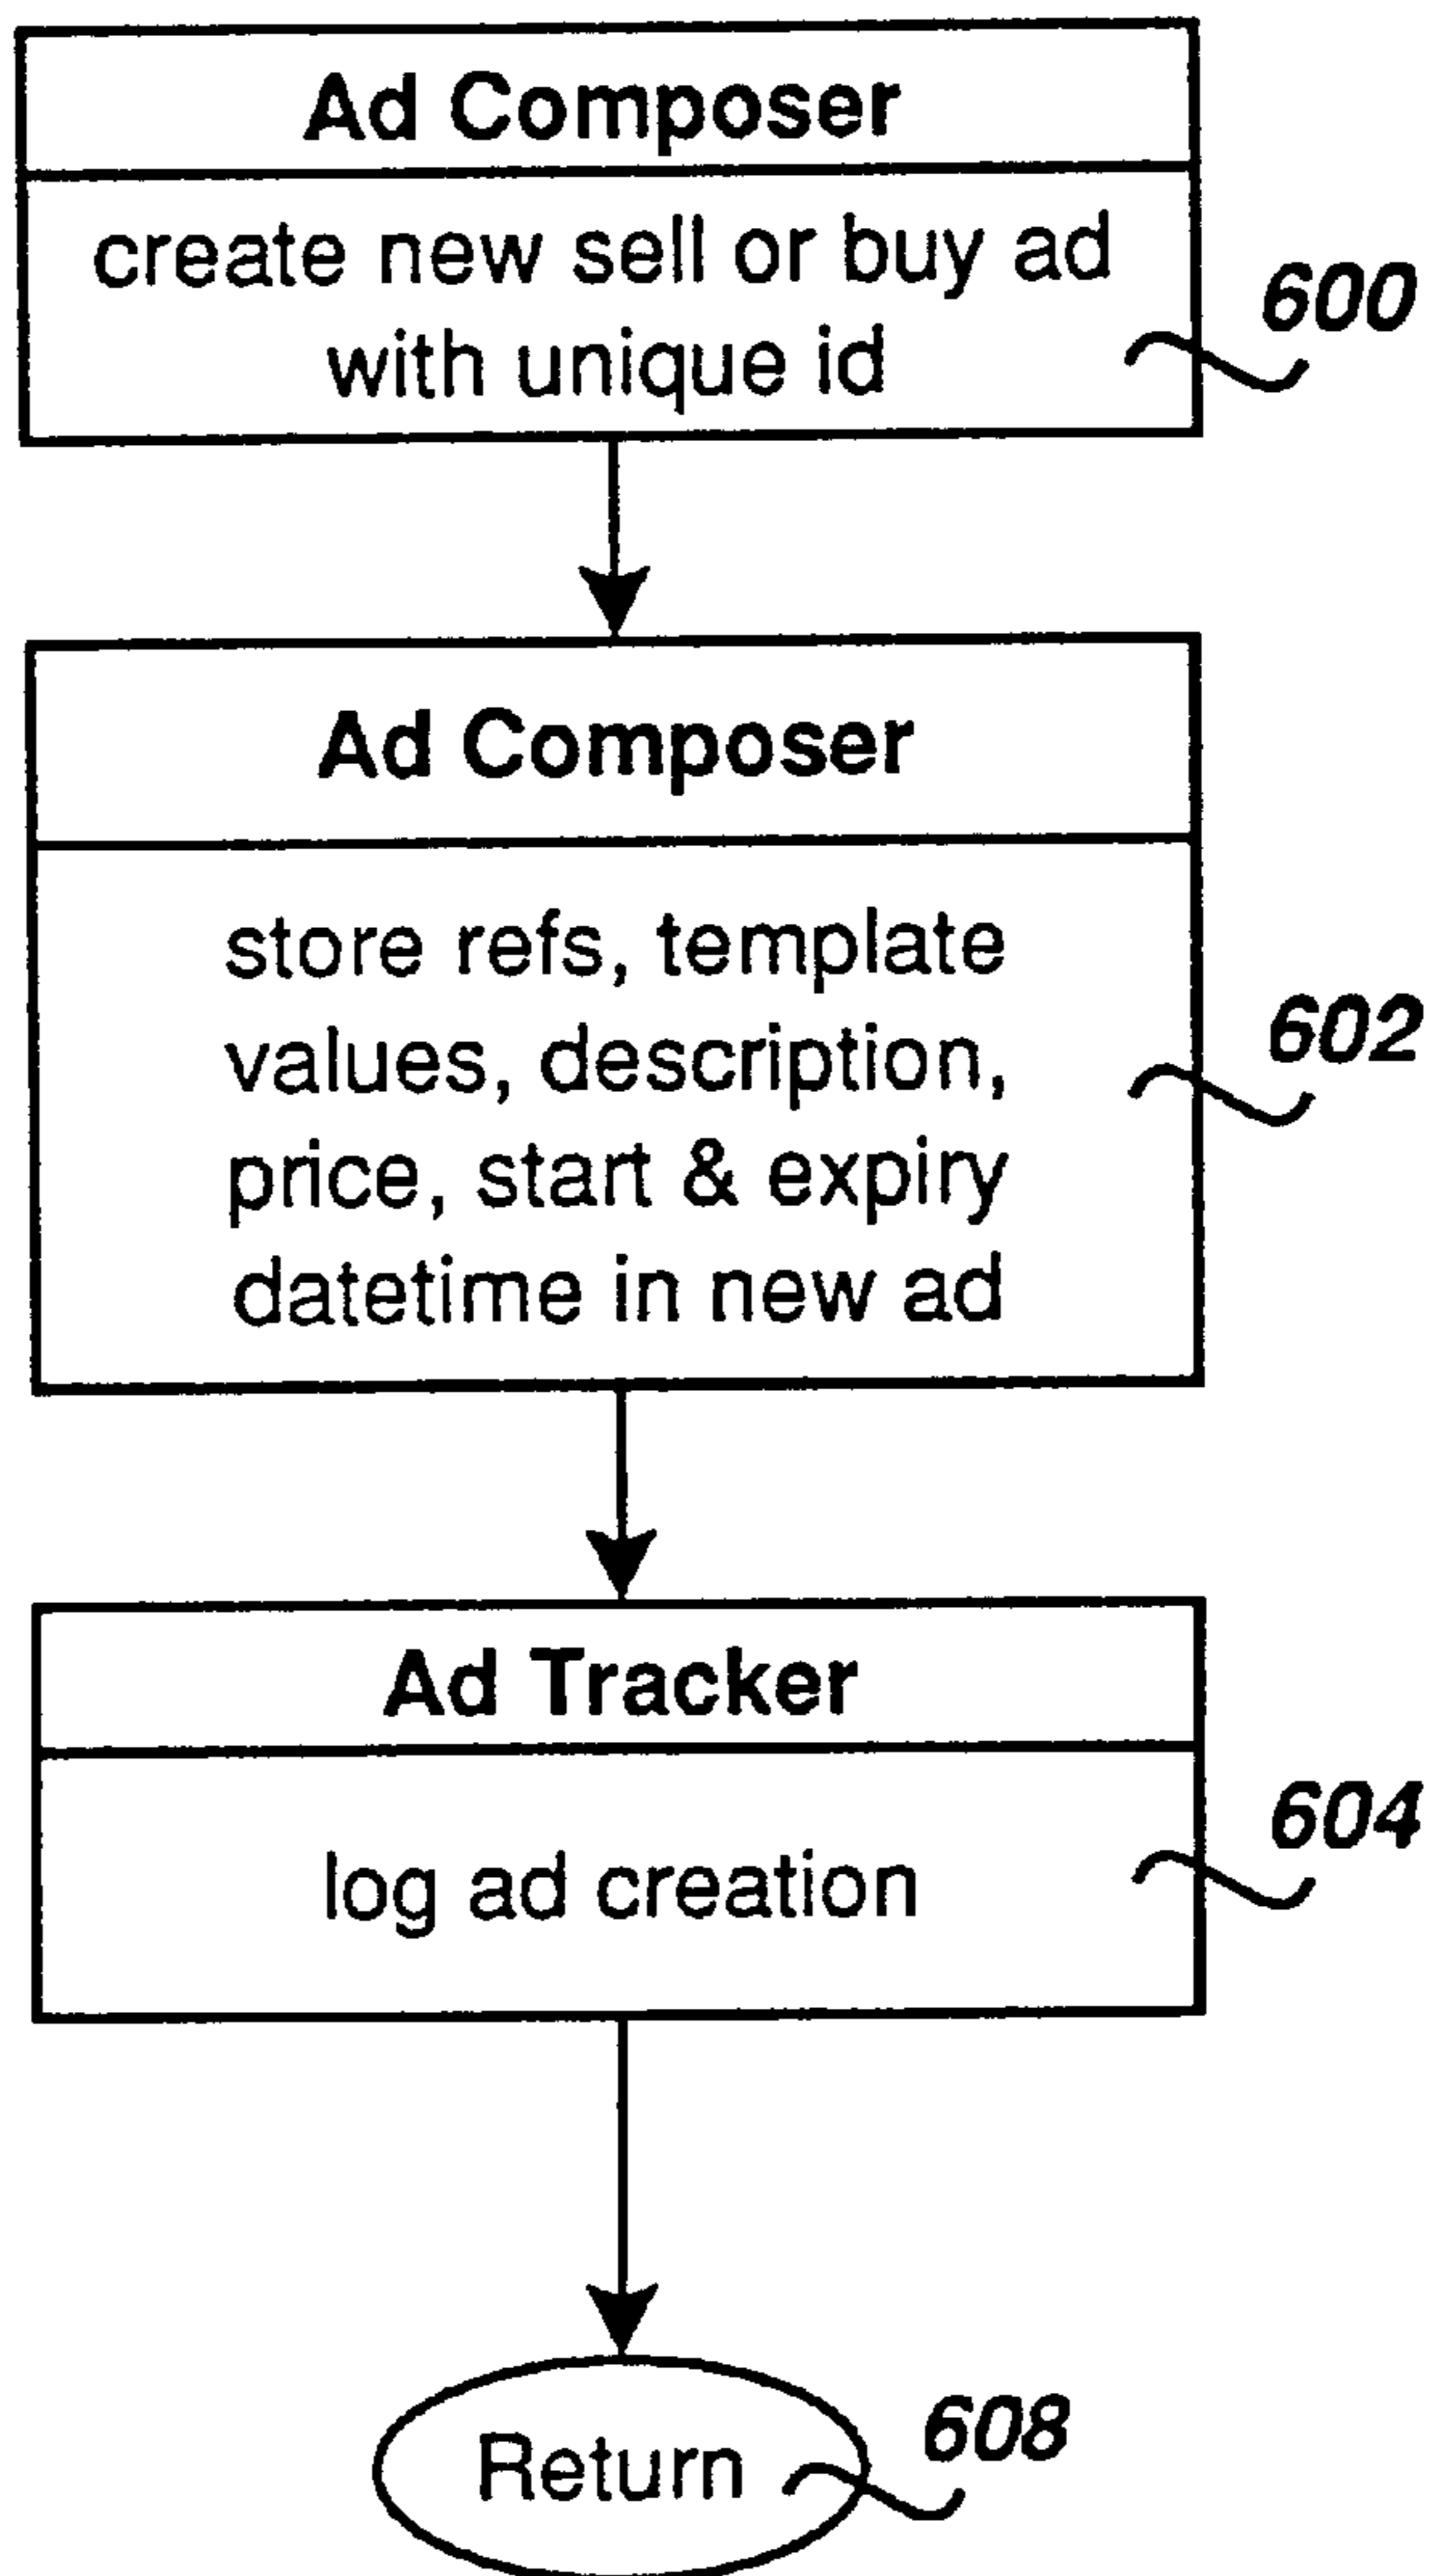 Ad Composer
create new sell or buy ad
with unique id
600
Ad Composer
store refs, template
values, description,
price, start & expiry
datetime in new ad
602
Ad Tracker
log ad creation
604
Return
608